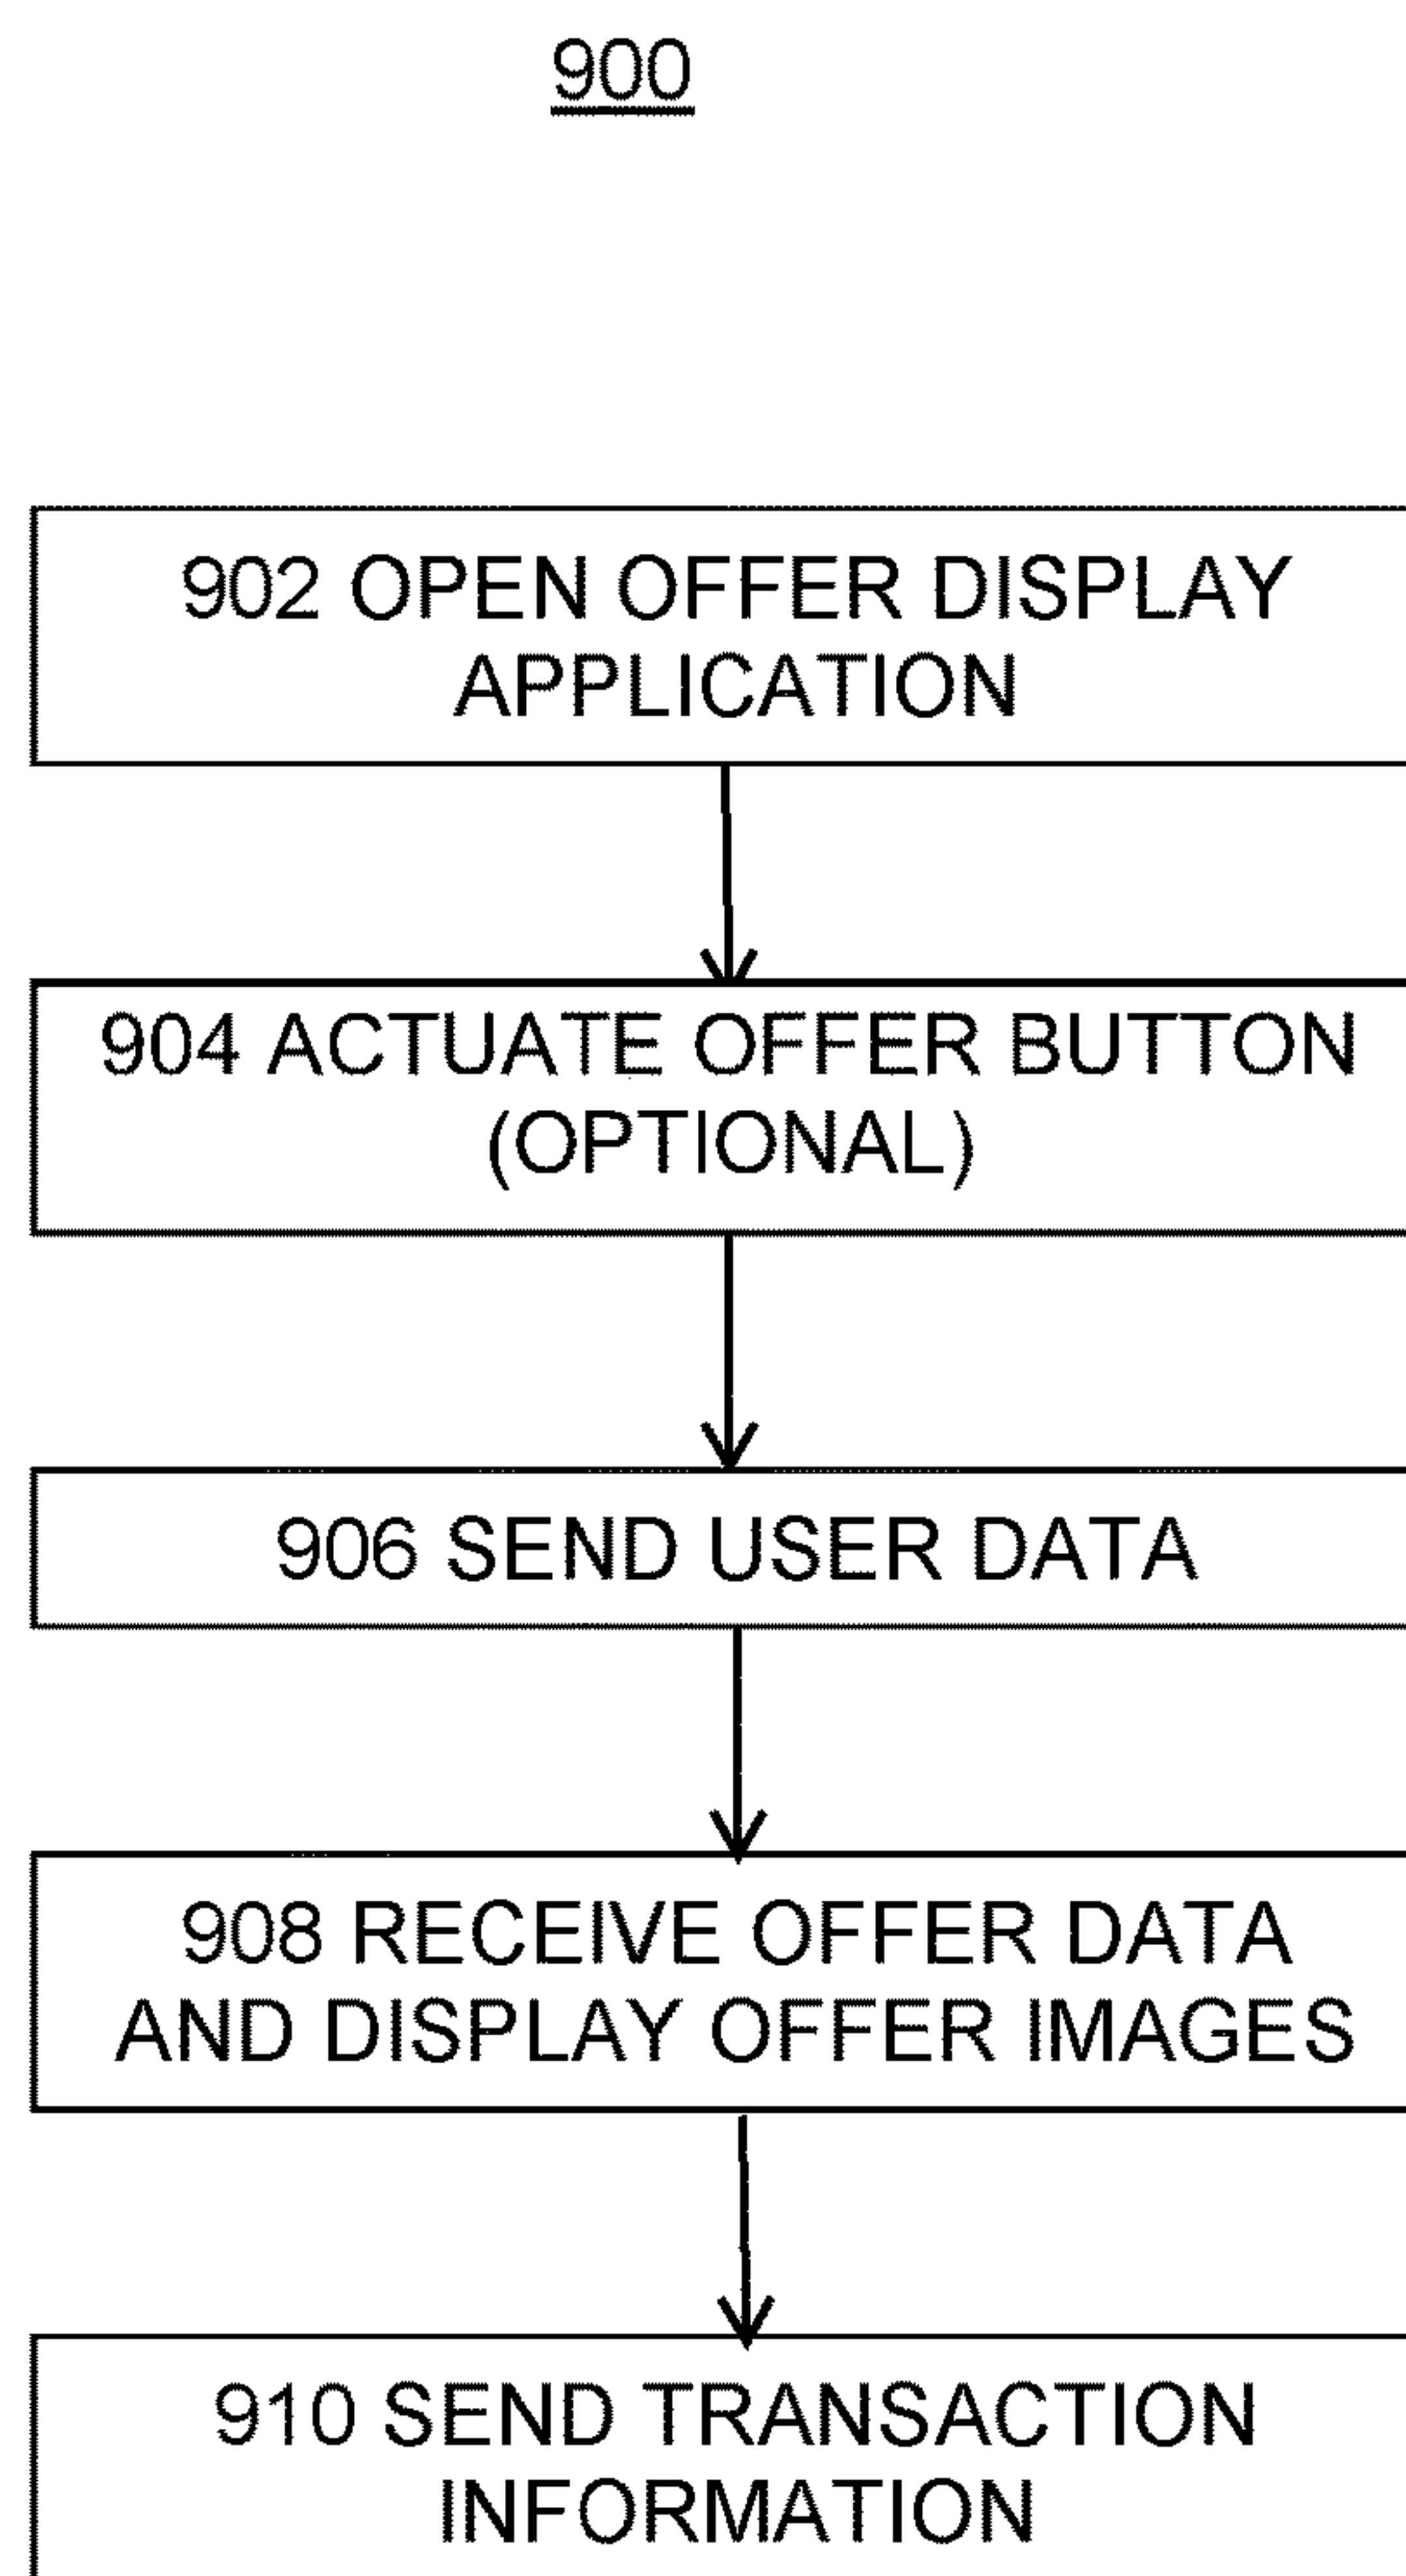 900
902 OPEN OFFER DISPLAY
APPLICATION
904 ACTUATE OFFER BUTTON
(OPTIONAL)
906 SEND USER DATA
908 RECEIVE OFFER DATA
AND DISPLAY OFFER IMAGES
910 SEND TRANSACTION
INFORMATION